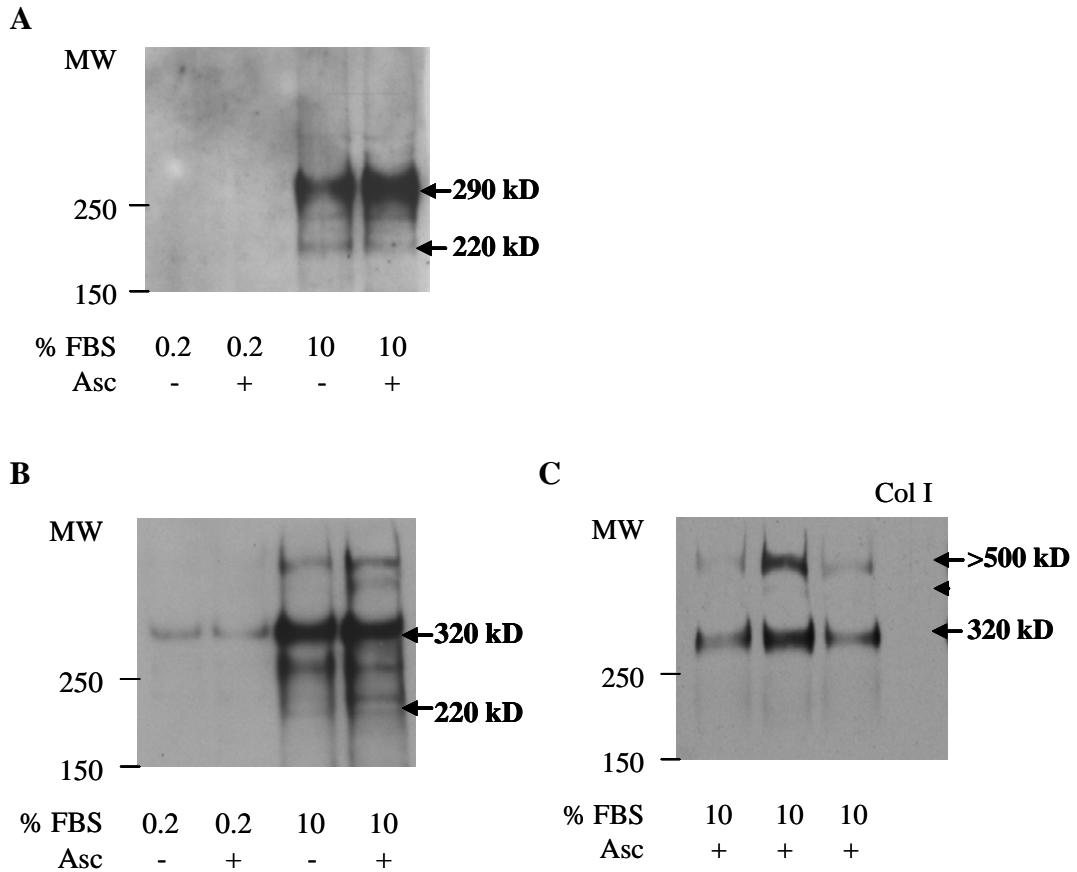 A
MW
290 kD
250
220 kD
150
% FBS 0.2 0.2 10 10
Asc - + - +
B
MW
320 kD
250
220 kD
150
% FBS 0.2 0.2 10 10
Asc - + - +
C
Col I
MW
>500 kD
320 kD
250
150
% FBS 10 10 10
Asc + + +